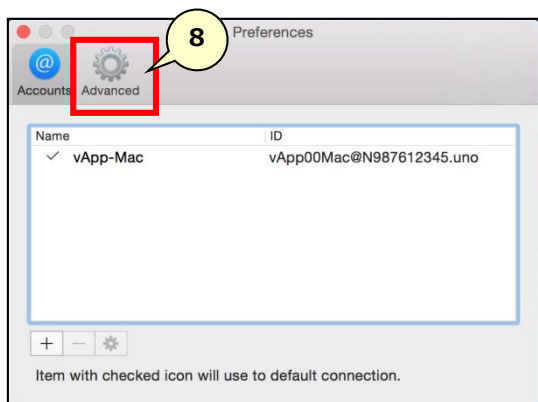 8
Preferences
Accounts
Advanced
Name ID
vApp-Mac vApp00Mac@N987612345.uno
Item with checked icon will use to default connection.